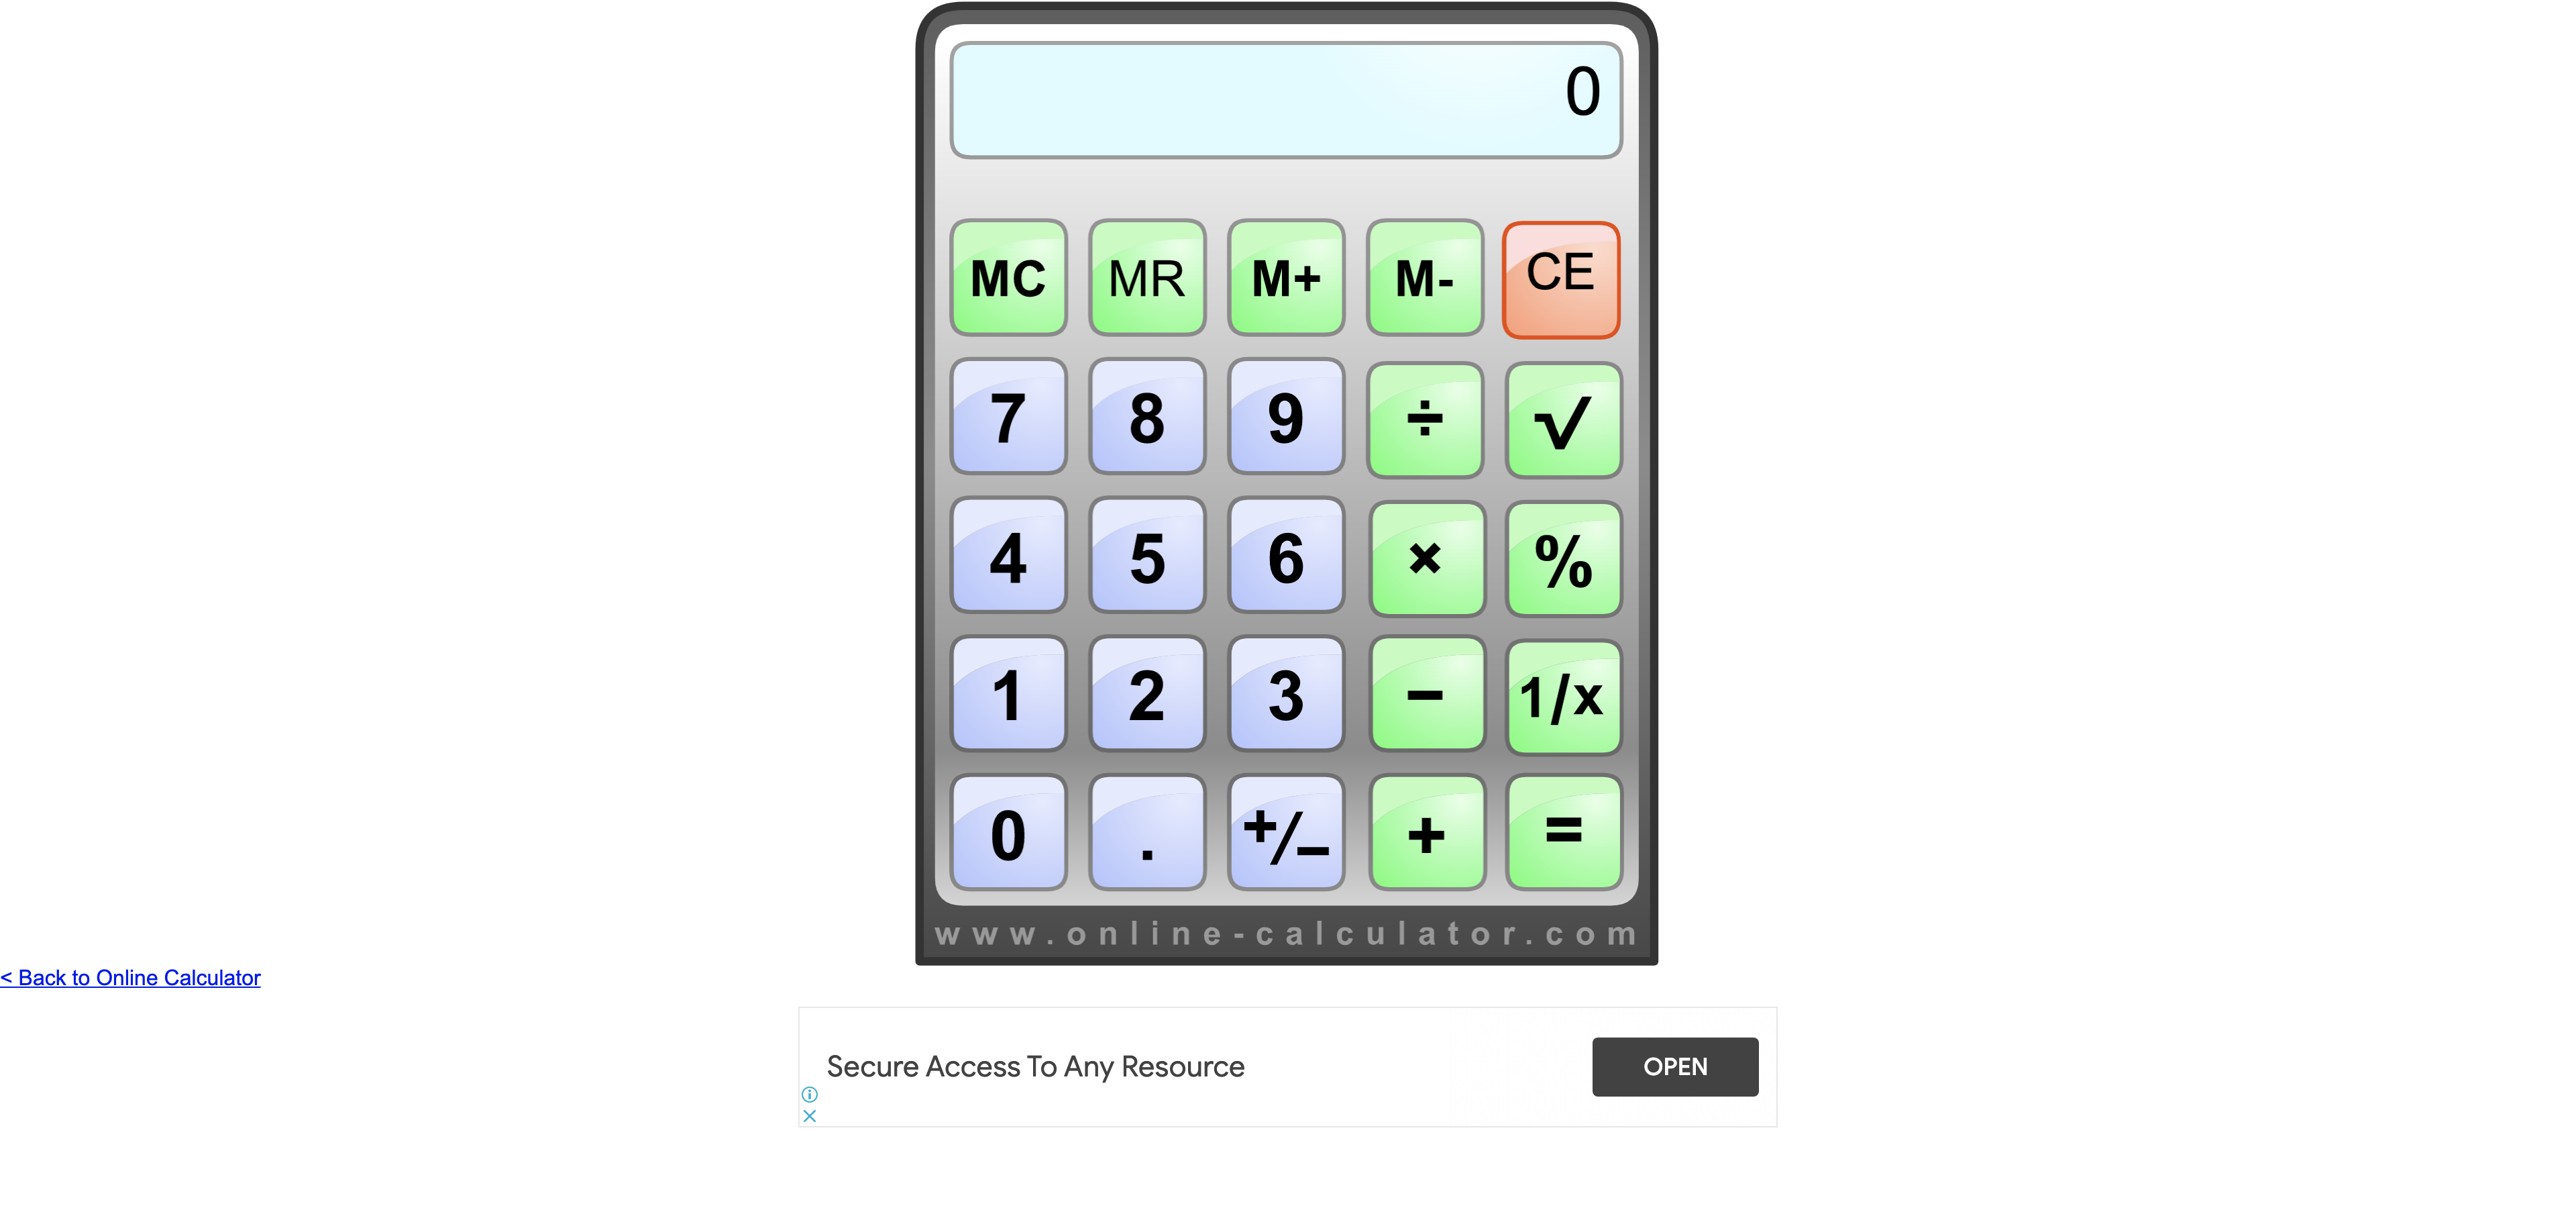 0
MC MR M+ M- CE
7 8 9 ÷ √
4 5 6 × %
1 2 3 − 1/x
0 . +/− + =
www.online-calculator.com
< Back to Online Calculator
Secure Access To Any Resource OPEN